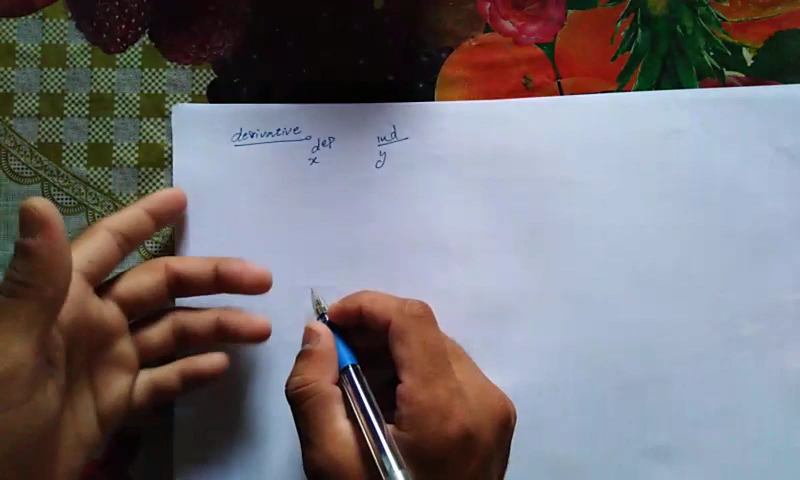 derivative
dep ind
x y